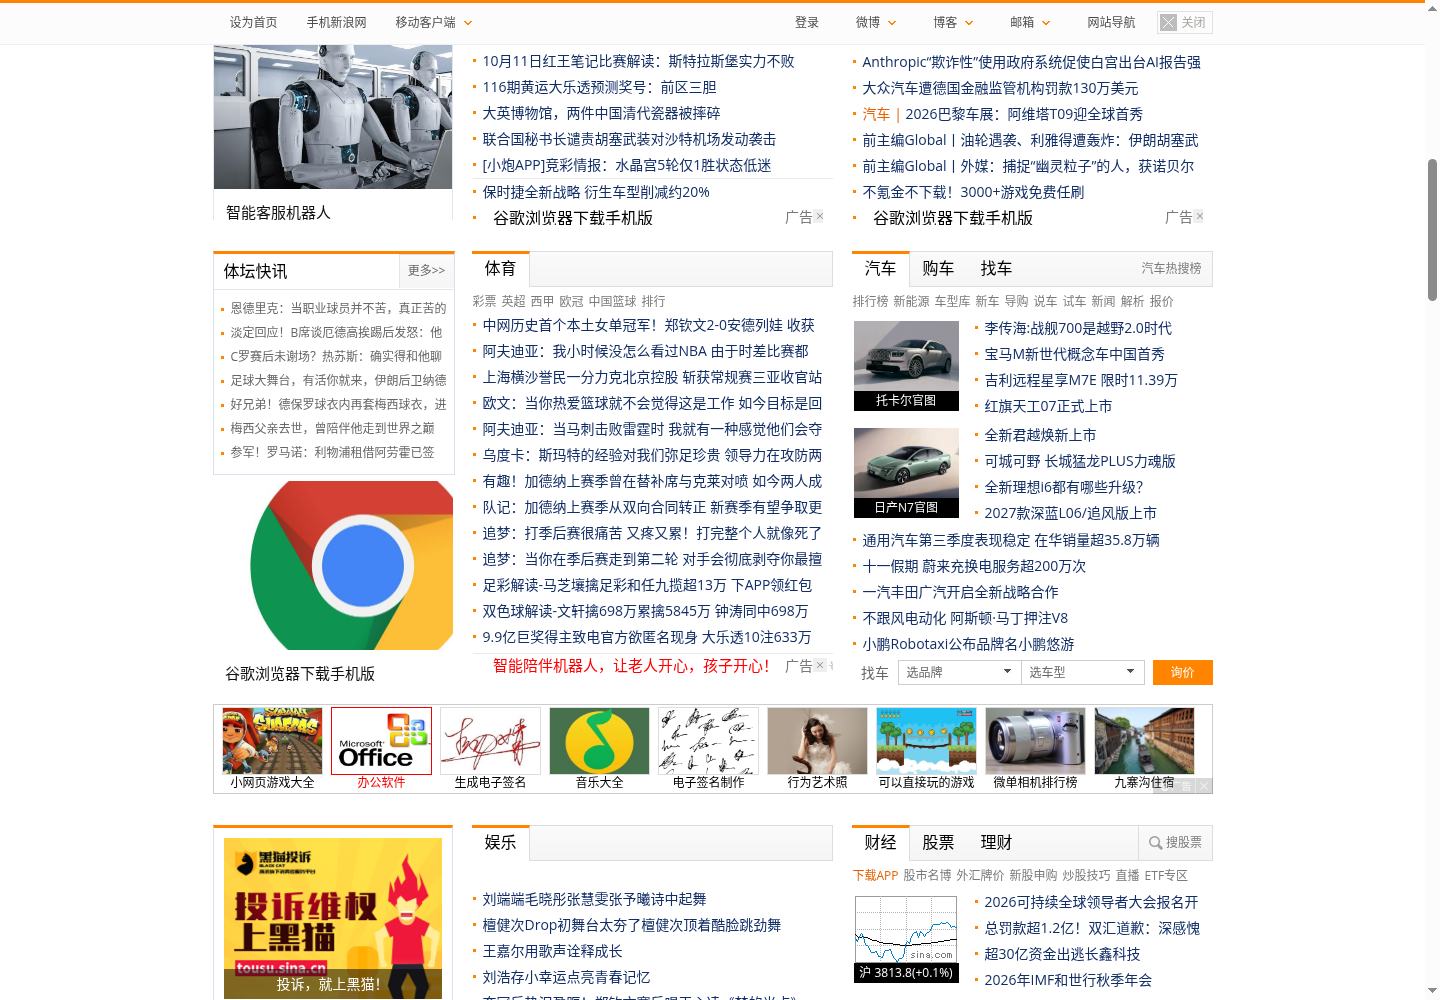 设为首页 手机新浪网 移动客户端 登录 微博 博客 邮箱 网站导航 关闭
智能客服机器人
10月11日红王笔记比赛解读：斯特拉斯堡实力不败
116期黄运大乐透预测奖号：前区三胆
大英博物馆，两件中国清代瓷器被摔碎
联合国秘书长谴责胡塞武装对沙特机场发动袭击
[小炮APP]竞彩情报：水晶宫5轮仅1胜状态低迷
保时捷全新战略 衍生车型削减约20%
谷歌浏览器下载手机版 广告
Anthropic“欺诈性”使用政府系统促使白宫出台AI报告强
大众汽车遭德国金融监管机构罚款130万美元
汽车 | 2026巴黎车展：阿维塔T09迎全球首秀
前主编Global丨油轮遇袭、利雅得遭轰炸：伊朗胡塞武
前主编Global丨外媒：捕捉“幽灵粒子”的人，获诺贝尔
不氪金不下载！3000+游戏免费任刷
谷歌浏览器下载手机版 广告
体坛快讯 更多>>
恩德里克：当职业球员并不苦，真正苦的
淡定回应！B席谈厄德高挨踢后发怒：他
C罗赛后未谢场？热苏斯：确实得和他聊
足球大舞台，有活你就来，伊朗后卫纳德
好兄弟！德保罗球衣内再套梅西球衣，进
梅西父亲去世，曾陪伴他走到世界之巅
参军！罗马诺：利物浦租借阿劳霍已签
谷歌浏览器下载手机版
体育
彩票 英超 西甲 欧冠 中国篮球 排行
中网历史首个本土女单冠军！郑钦文2-0安德列娃 收获
阿夫迪亚：我小时候没怎么看过NBA 由于时差比赛都
上海横沙誉民一分力克北京控股 斩获常规赛三亚收官站
欧文：当你热爱篮球就不会觉得这是工作 如今目标是回
阿夫迪亚：当马刺击败雷霆时 我就有一种感觉他们会夺
乌度卡：斯玛特的经验对我们弥足珍贵 领导力在攻防两
有趣！加德纳上赛季曾在替补席与克莱对喷 如今两人成
队记：加德纳上赛季从双向合同转正 新赛季有望争取更
追梦：打季后赛很痛苦 又疼又累！打完整个人就像死了
追梦：当你在季后赛走到第二轮 对手会彻底剥夺你最擅
足彩解读-马芝壤擒足彩和任九揽超13万 下APP领红包
双色球解读-文轩擒698万累擒5845万 钟涛同中698万
9.9亿巨奖得主致电官方欲匿名现身 大乐透10注633万
智能陪伴机器人，让老人开心，孩子开心！ 广告
汽车 购车 找车 汽车热搜榜
排行榜 新能源 车型库 新车 导购 说车 试车 新闻 解析 报价
托卡尔官图
李传海:战舰700是越野2.0时代
宝马M新世代概念车中国首秀
吉利远程星享M7E 限时11.39万
红旗天工07正式上市
日产N7官图
全新君越焕新上市
可城可野 长城猛龙PLUS力魂版
全新理想i6都有哪些升级？
2027款深蓝L06/追风版上市
通用汽车第三季度表现稳定 在华销量超35.8万辆
十一假期 蔚来充换电服务超200万次
一汽丰田广汽开启全新战略合作
不跟风电动化 阿斯顿·马丁押注V8
小鹏Robotaxi公布品牌名小鹏悠游
找车 选品牌 选车型 询价
Microsoft
Office
小网页游戏大全 办公软件 生成电子签名 音乐大全 电子签名制作 行为艺术照 可以直接玩的游戏 微单相机排行榜 九寨沟住宿
广告
黑猫投诉
BLACK CAT
投诉维权
上黑猫
tousu.sina.cn
投诉，就上黑猫！
娱乐
刘端端毛晓彤张慧雯张予曦诗中起舞
檀健次Drop初舞台太夯了檀健次顶着酷脸跳劲舞
王嘉尔用歌声诠释成长
刘浩存小幸运点亮青春记忆
财经 股票 理财 搜股票
下载APP 股市名博 外汇牌价 新股申购 炒股技巧 直播 ETF专区
sina.com
沪 3813.8(+0.1%)
2026可持续全球领导者大会报名开
总罚款超1.2亿！双汇道歉：深感愧
超30亿资金出逃长鑫科技
2026年IMF和世行秋季年会